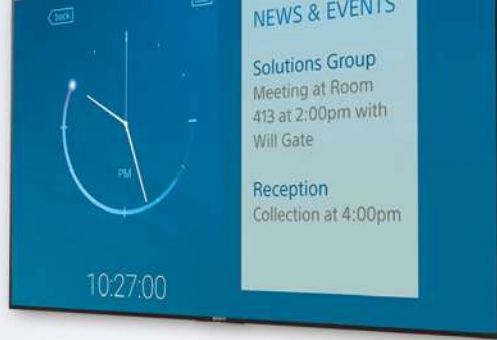 back
PM
10:27:00
NEWS & EVENTS
Solutions Group
Meeting at Room
413 at 2:00pm with
Will Gate
Reception
Collection at 4:00pm